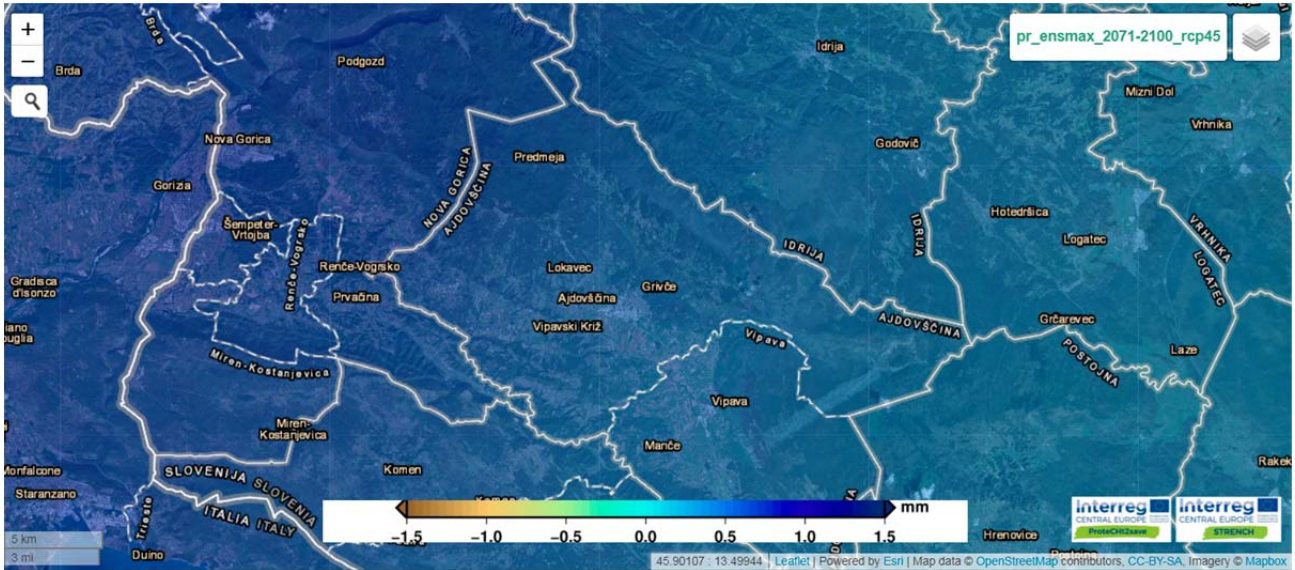 +
pr_ensmax_2071-2100_rcp45
−
Brda
Brda
Podgozd
Idrija
Mizni Dol
Vrhnika
Nova Gorica
Godovič
Predmeja
NOVA GORICA
AJDOVŠČINA
Gorizia
Hotedršica
Šempeter-
Vrtojba
Renče-Vogrsko
IDRIJA
IDRIJA
Logatec
VRHNIKA
LOGATEC
Renče-Vogrsko
Lokavec
Gradisca
d'Isonzo
Prvačina
Ajdovščina
Grivče
Vipavski Križ
AJDOVŠČINA
Grčarevec
Vipava
POSTOJNA
Laze
Miren-Kostanjevica
Vipava
Miren-
Kostanjevica
Manče
Komen
Monfalcone
SLOVENIJA SLOVENIA
ITALIA ITALY
Staranzano
Trieste
Rakek
Duino
Hrenovice
mm
−1.5 −1.0 −0.5 0.0 0.5 1.0 1.5
Interreg
CENTRAL EUROPE
ProteCHt2save
Interreg
CENTRAL EUROPE
STRENCH
5 km
3 mi
45.90107 : 13.49944 | Leaflet | Powered by Esri | Map data © OpenStreetMap contributors, CC-BY-SA, Imagery © Mapbox